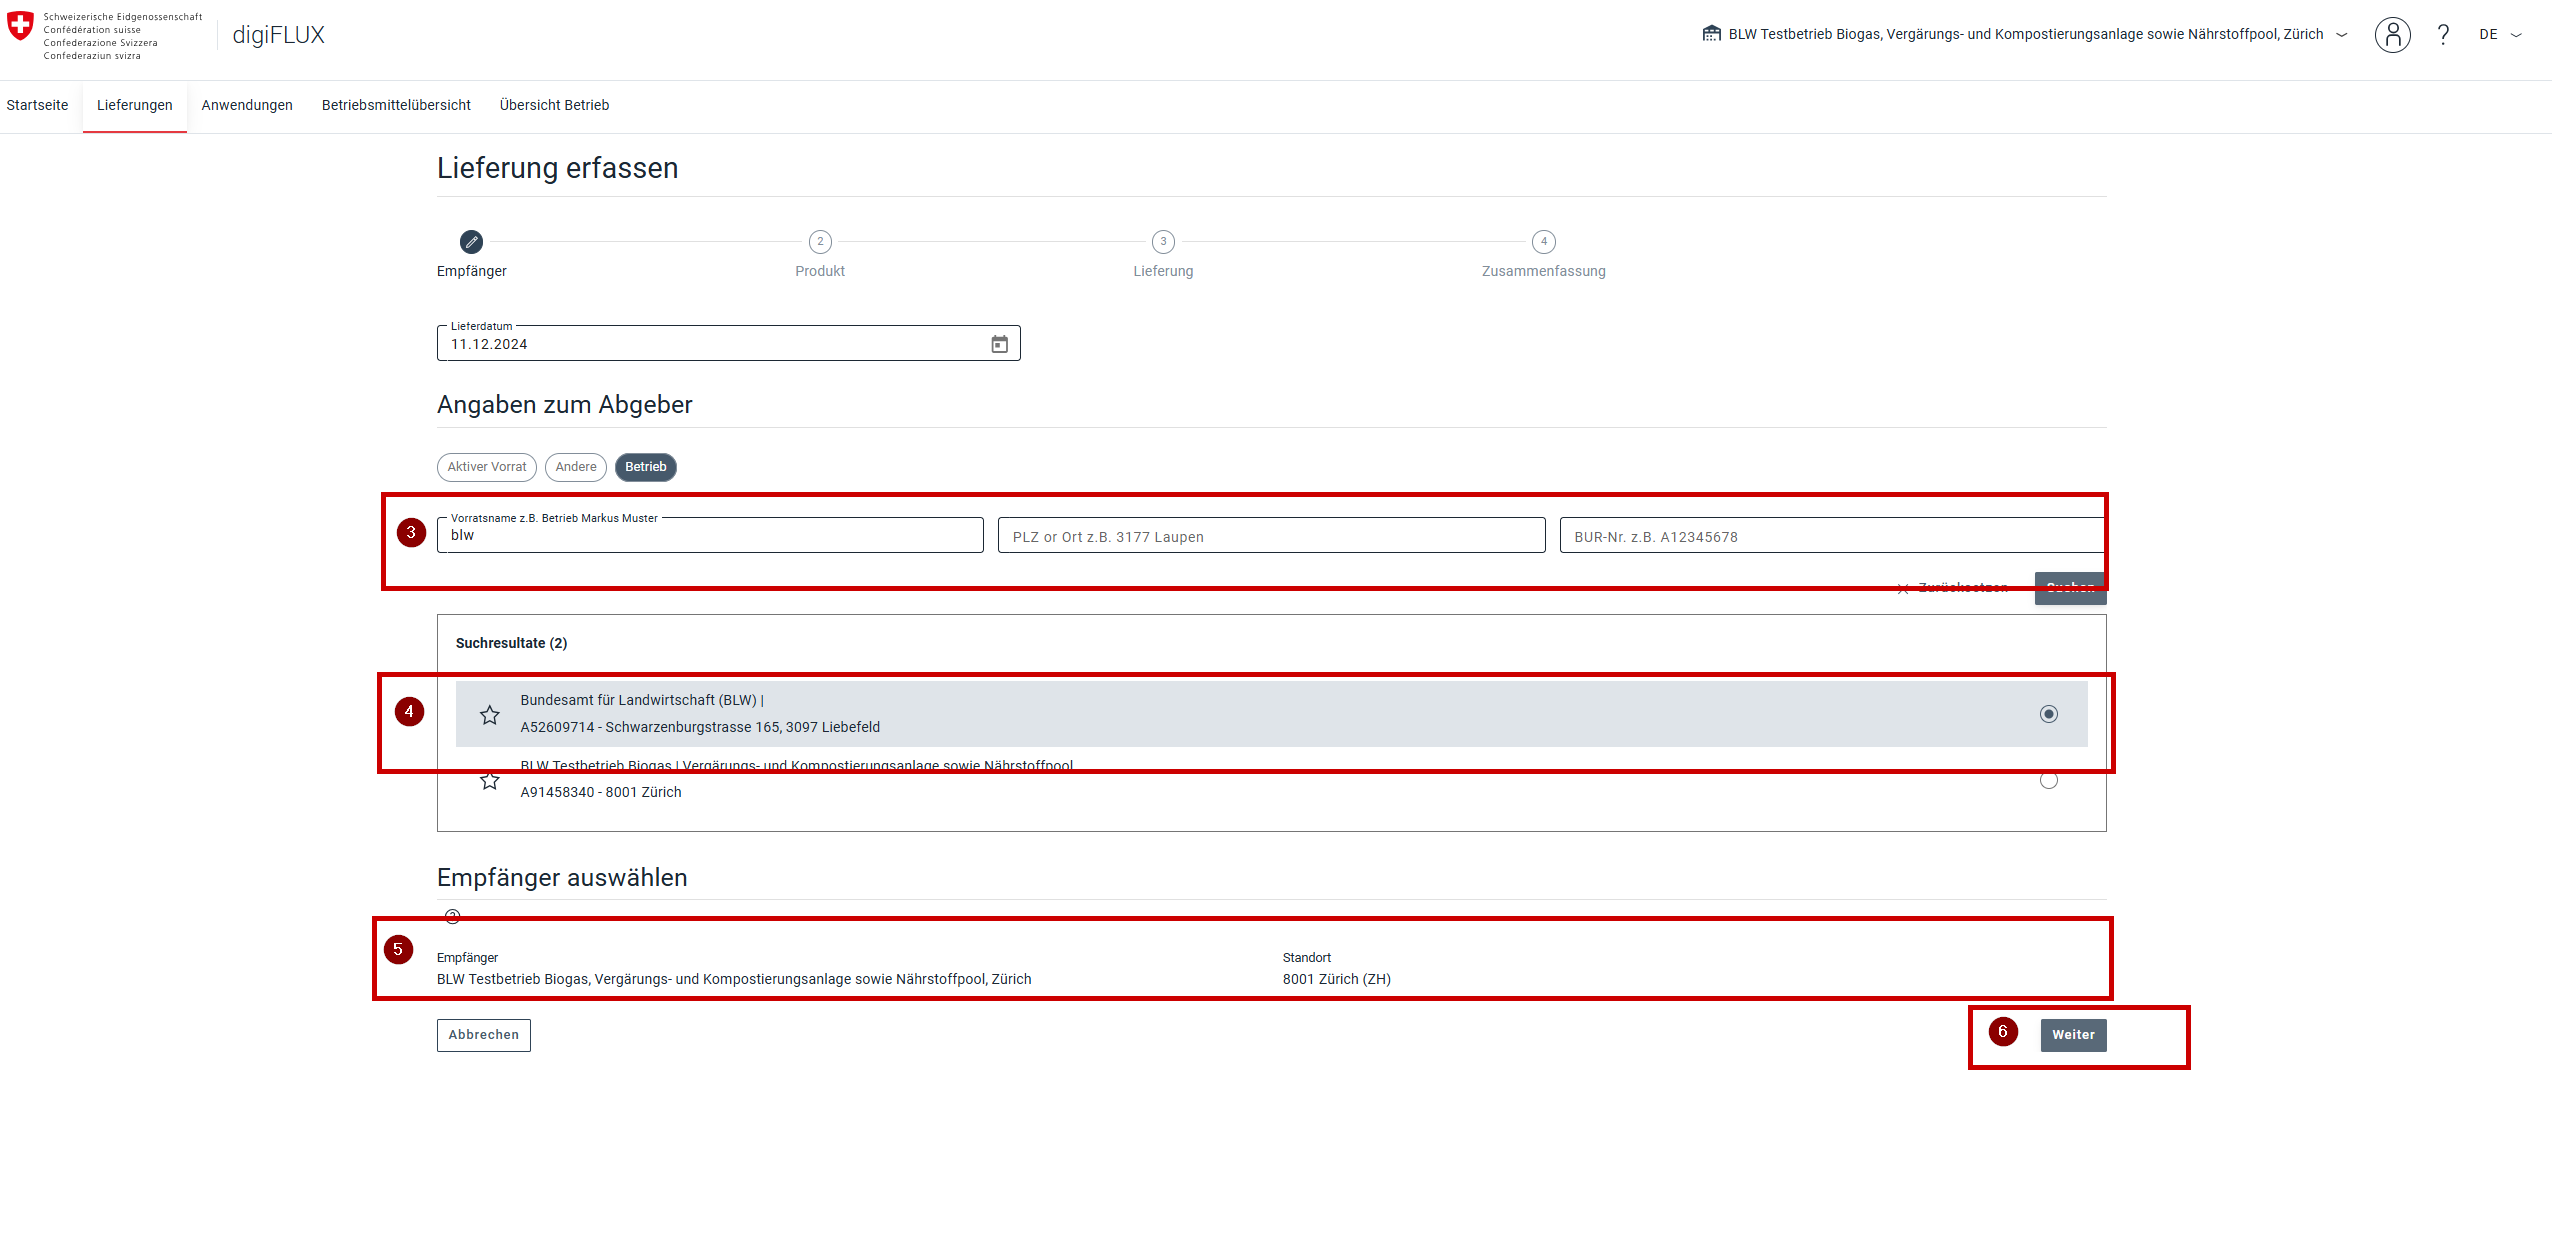 Schweizerische Eidgenossenschaft
Confédération suisse
Confederazione Svizzera
Confederaziun svizra
digiFLUX
BLW Testbetrieb Biogas, Vergärungs- und Kompostierungsanlage sowie Nährstoffpool, Zürich
?
DE
Startseite Lieferungen Anwendungen Betriebsmittelübersicht Übersicht Betrieb
Lieferung erfassen
2 3 4
Empfänger Produkt Lieferung Zusammenfassung
Lieferdatum
11.12.2024
Angaben zum Abgeber
Aktiver Vorrat Andere Betrieb
3
Vorratsname z.B. Betrieb Markus Muster
blw
PLZ or Ort z.B. 3177 Laupen
BUR-Nr. z.B. A12345678
Zurücksetzen Suchen
Suchresultate (2)
4
Bundesamt für Landwirtschaft (BLW) |
A52609714 - Schwarzenburgstrasse 165, 3097 Liebefeld
BLW Testbetrieb Biogas | Vergärungs- und Kompostierungsanlage sowie Nährstoffpool
A91458340 - 8001 Zürich
Empfänger auswählen
?
5
Empfänger Standort
BLW Testbetrieb Biogas, Vergärungs- und Kompostierungsanlage sowie Nährstoffpool, Zürich 8001 Zürich (ZH)
Abbrechen 6 Weiter